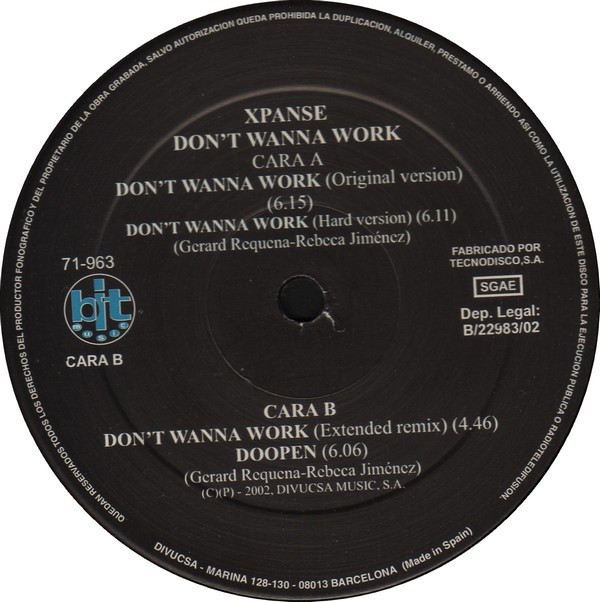 QUEDAN RESERVADOS TODOS LOS DERECHOS DEL PRODUCTOR FONOGRAFICO Y DEL PROPIETARIO DE LA OBRA GRABADA. SALVO AUTORIZACION QUEDA PROHIBIDA LA DUPLICACION, ALQUILER, PRESTAMO O ARRIENDO ASI COMO LA UTILIZACION DE ESTE DISCO PARA LA EJECUCION PUBLICA O RADIOTELEDIFUSION.
XPANSE
DON'T WANNA WORK
CARA A
DON'T WANNA WORK (Original version)
(6.15)
DON'T WANNA WORK (Hard version) (6.11)
(Gerard Requena-Rebeca Jiménez)
71-963
bit
music
CARA B
FABRICADO POR
TECNODISCO,S.A.
SGAE
Dep. Legal:
B/22983/02
CARA B
DON'T WANNA WORK (Extended remix) (4.46)
DOOPEN (6.06)
(Gerard Requena-Rebeca Jiménez)
(C)(P) - 2002, DIVUCSA MUSIC, S.A.
DIVUCSA - MARINA 128-130 - 08013 BARCELONA (Made in Spain)